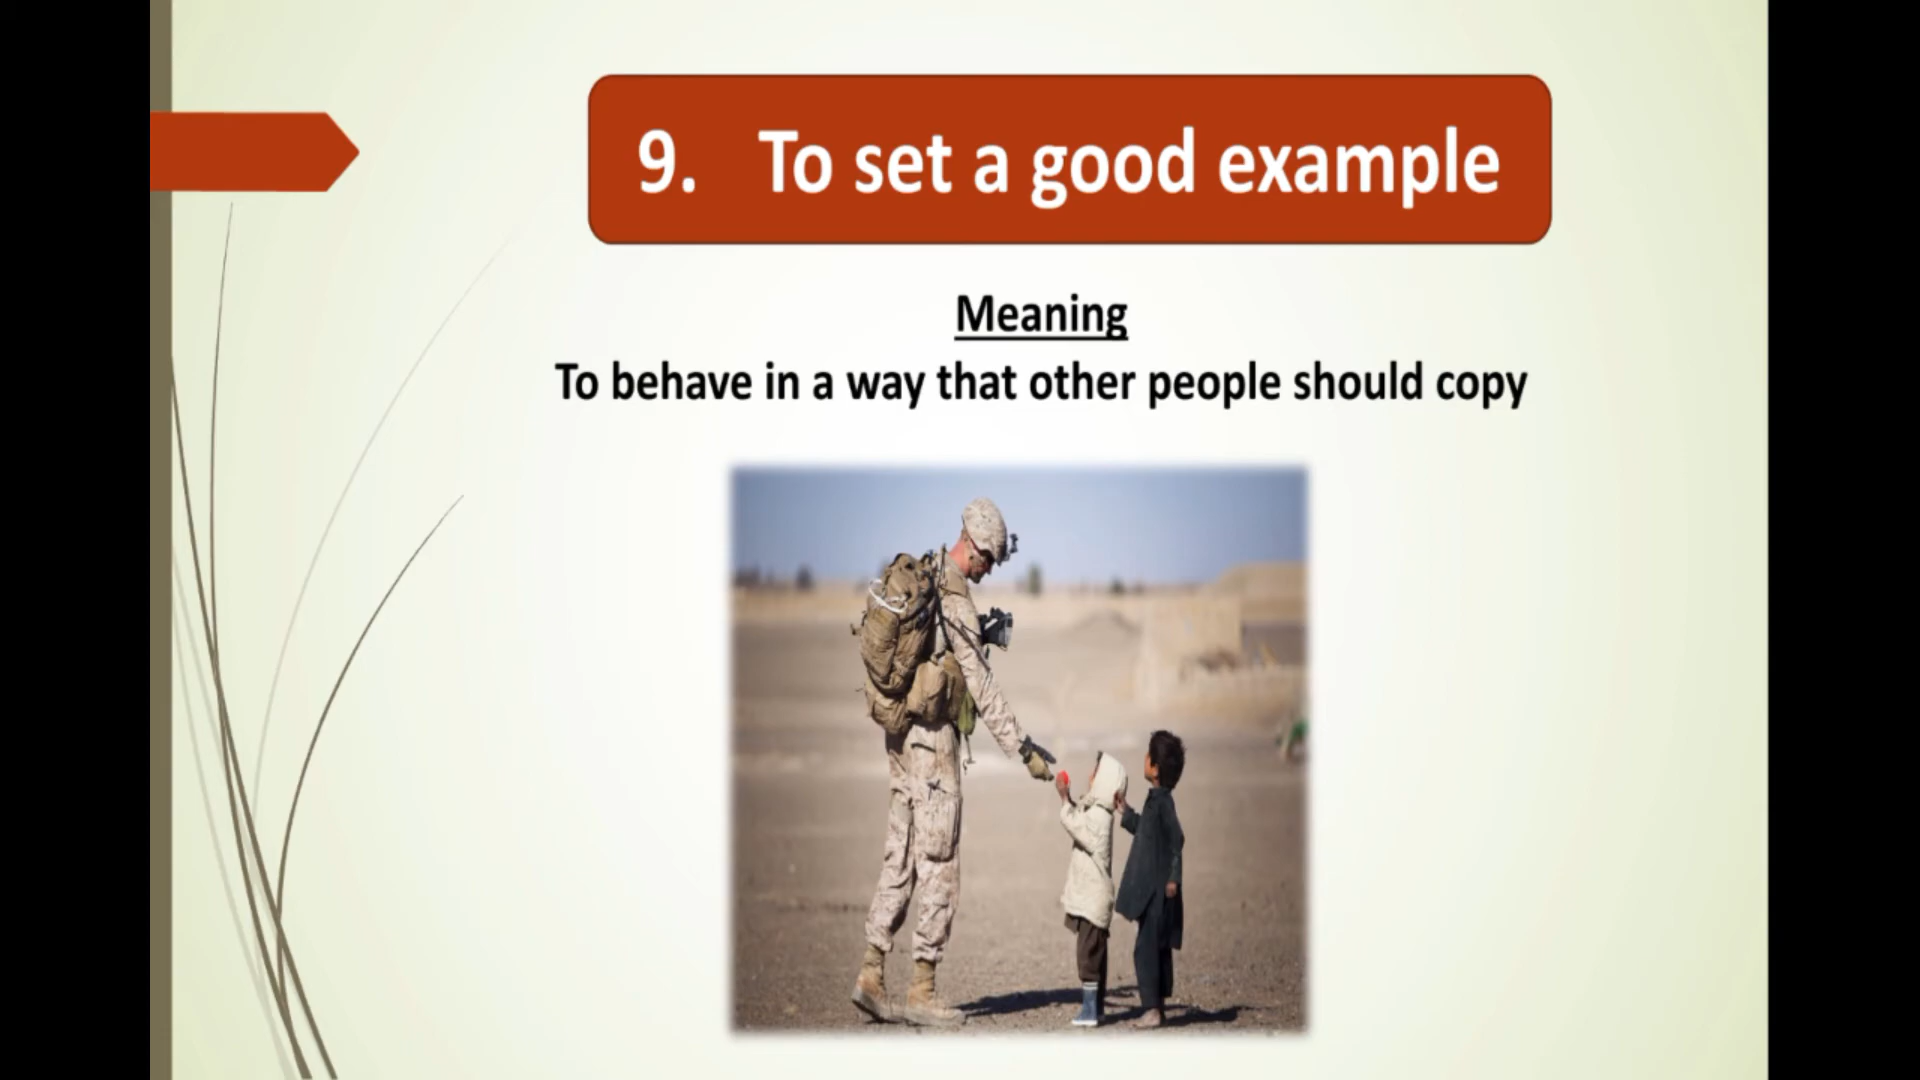 9. To set a good example
Meaning
To behave in a way that other people should copy